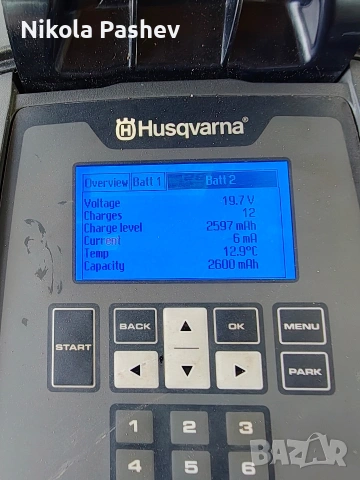 Nikola Pashev
Husqvarna®
Overview Batt 1 Batt 2
Voltage 19.7 V
Charges 12
Charge level 2597 mAh
Current 6 mA
Temp 12.9°C
Capacity 2600 mAh
START BACK OK MENU
PARK
1 2 3
4 5 6
BAZAR